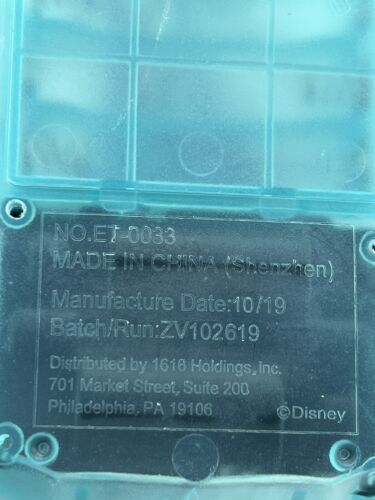 NO.ET-0033
MADE IN CHINA (Shenzhen)
Manufacture Date:10/19
Batch/Run:ZV102619
Distributed by 1616 Holdings, Inc.
701 Market Street, Suite 200
Philadelphia, PA 19106
©Disney